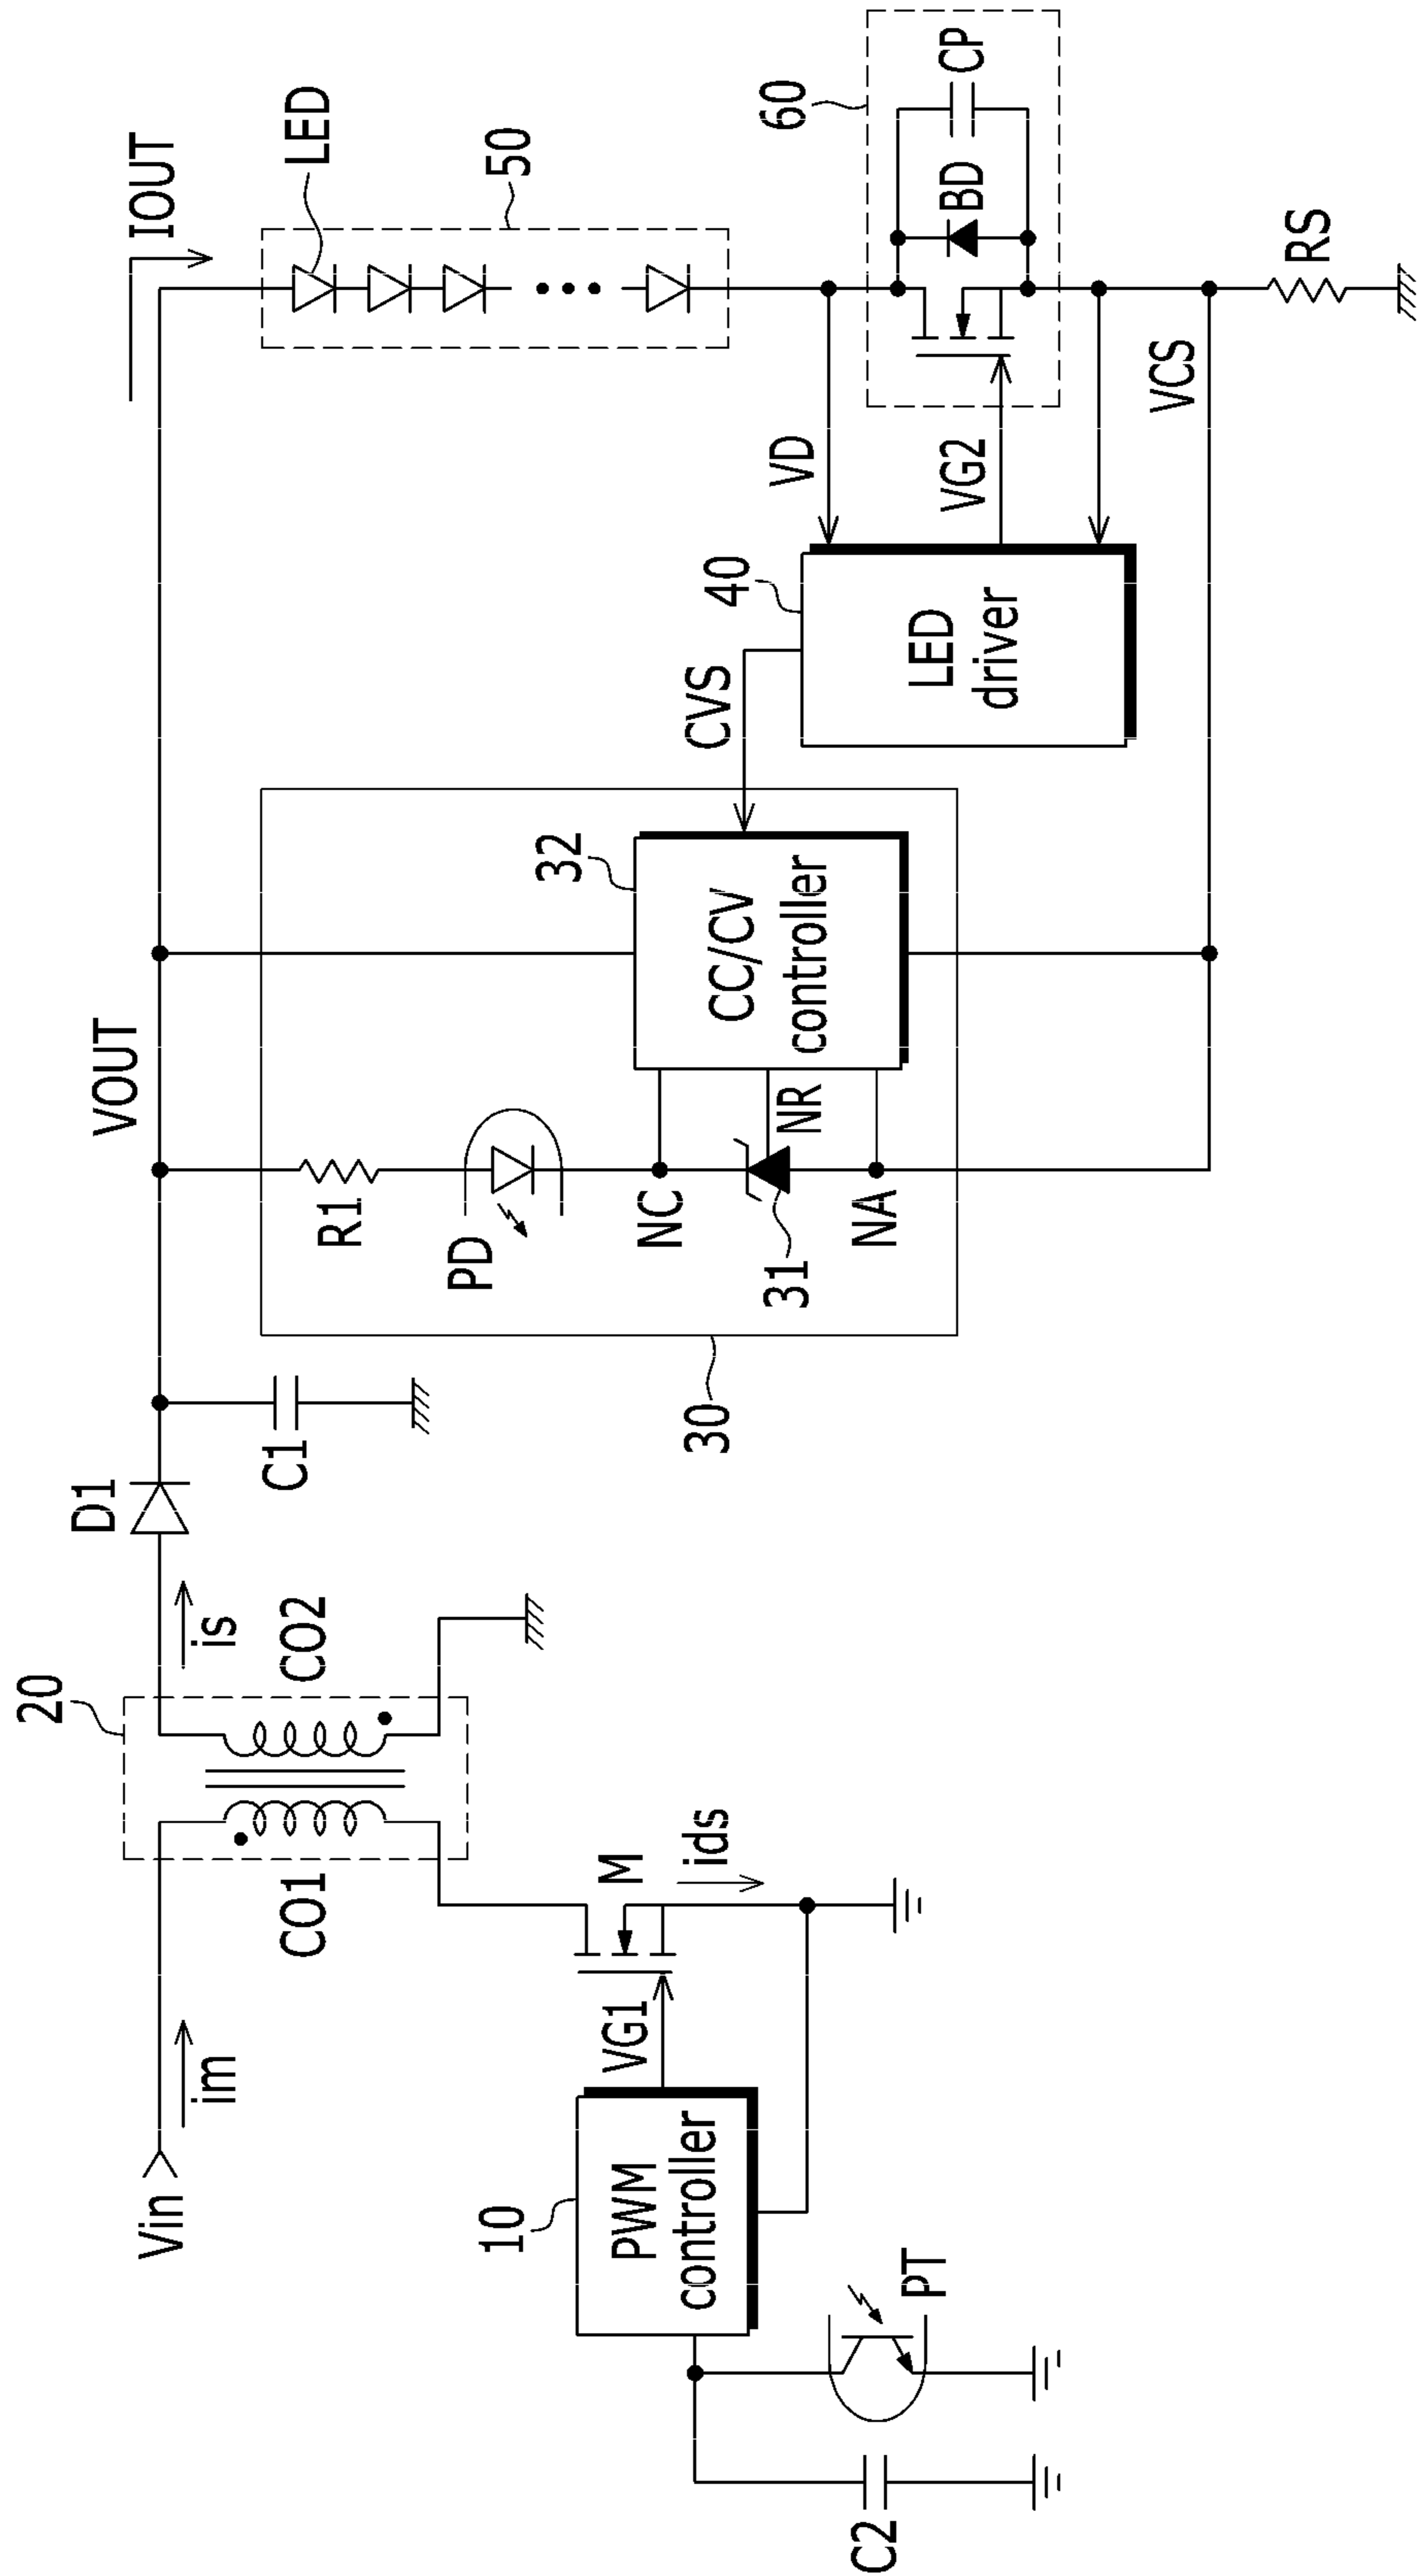 Vin
im
20
CO1
CO2
is
D1
C1
VOUT
IOUT
LED
50
R1
PD
NC
31
NR
NA
30
32
CC/CV
controller
CVS
40
LED
driver
VD
VG2
60
BD
CP
VCS
RS
10
PWM
controller
VG1
M
ids
PT
C2